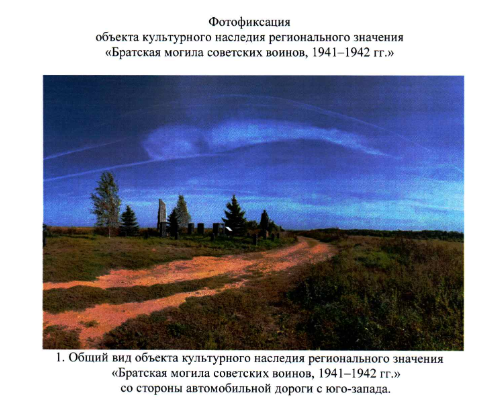 Фотофиксация
объекта культурного наследия регионального значения
«Братская могила советских воинов, 1941–1942 гг.»
1. Общий вид объекта культурного наследия регионального значения
«Братская могила советских воинов, 1941–1942 гг.»
со стороны автомобильной дороги с юго-запада.